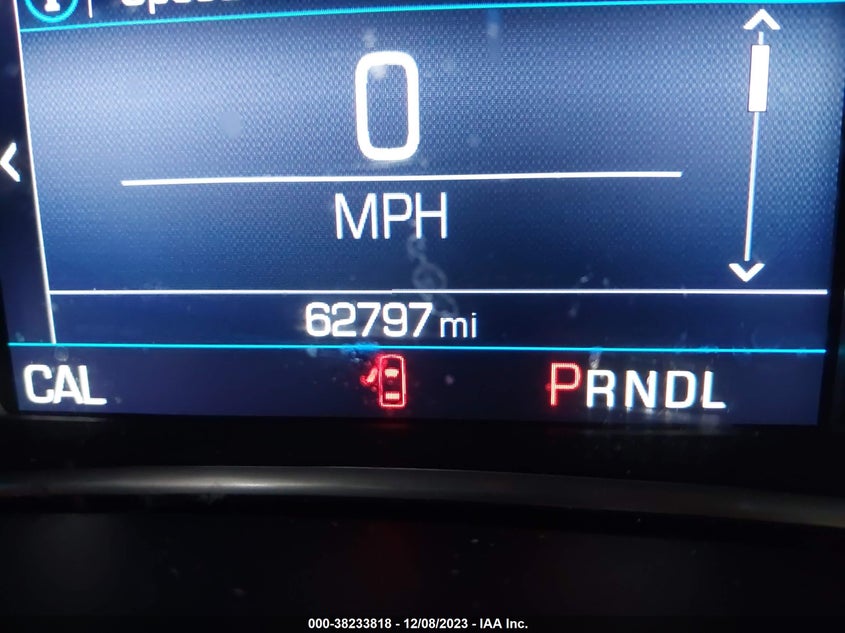 0
MPH
62797 mi
CAL PRNDL
000-38233818 - 12/08/2023 - IAA Inc.